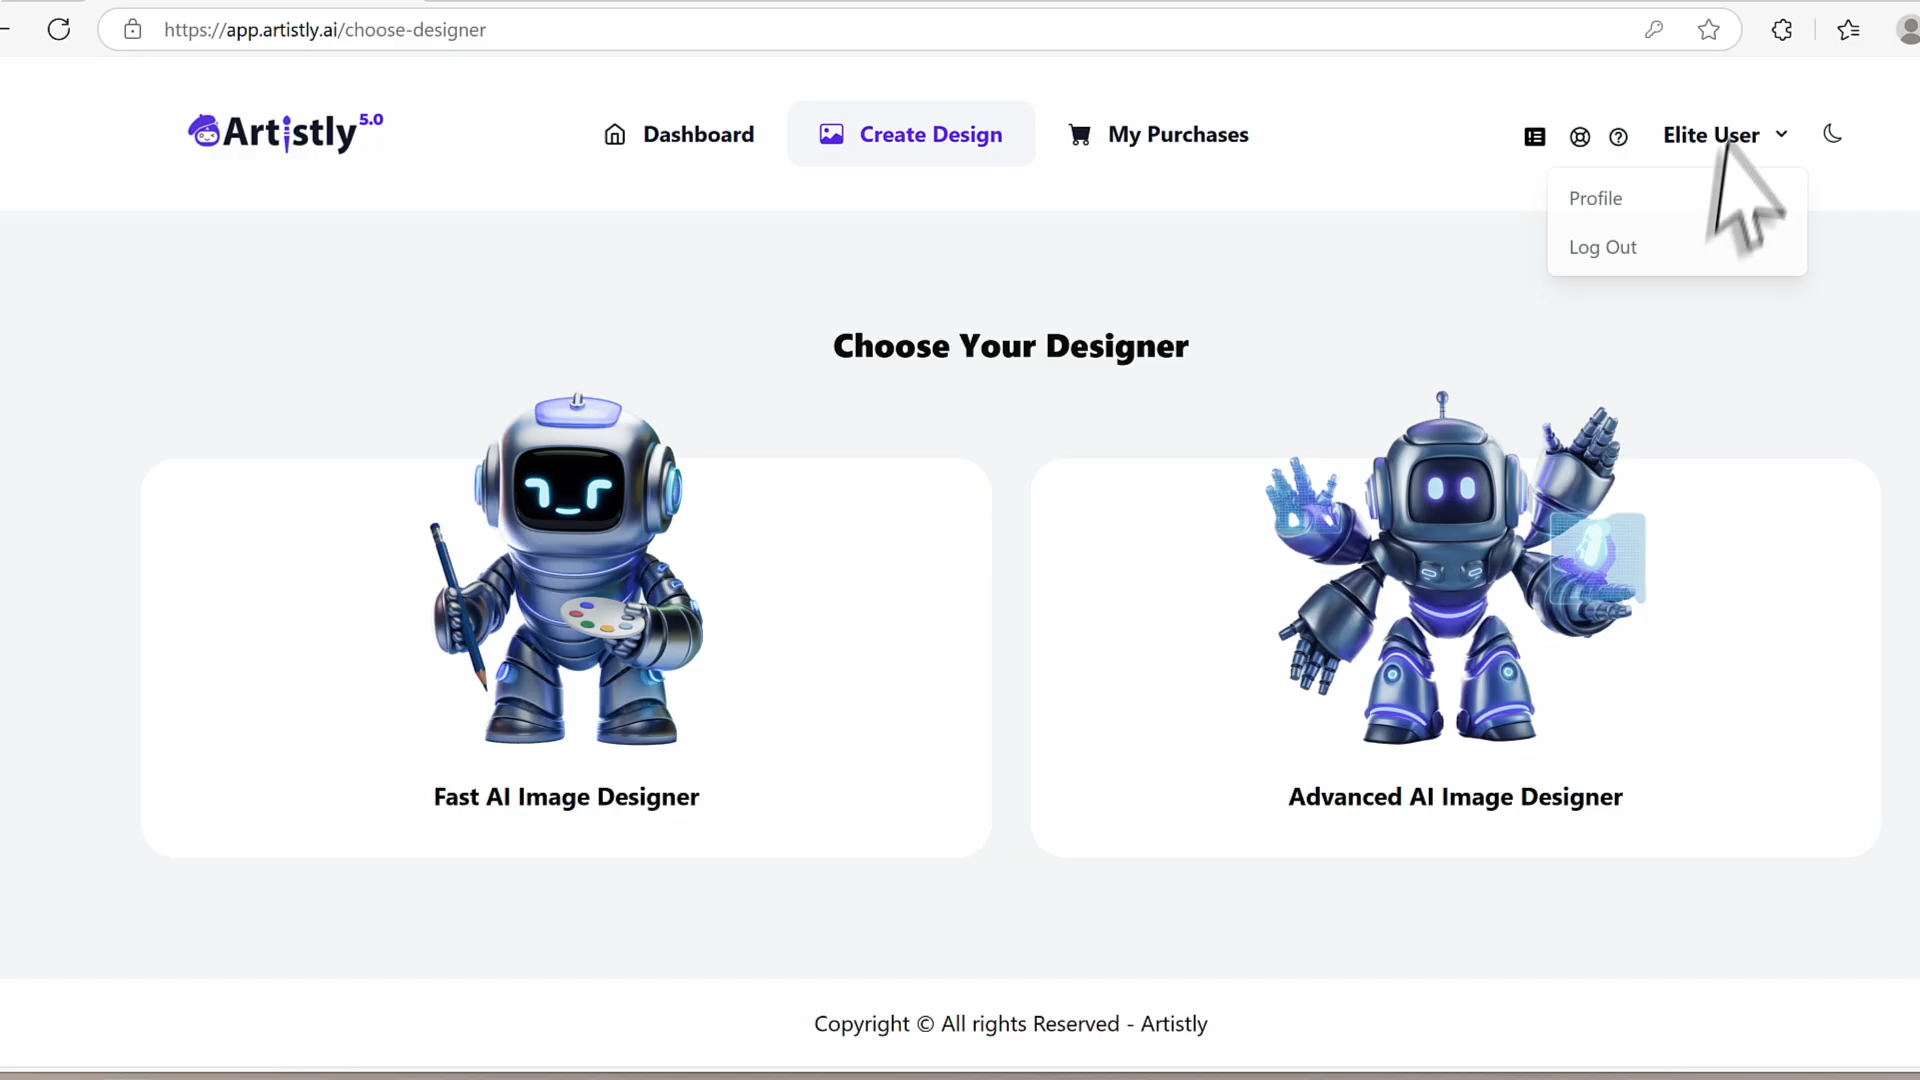 https://app.artistly.ai/choose-designer
Artistly 5.0
Dashboard
Create Design
My Purchases
Elite User
Profile
Log Out
Choose Your Designer
Fast AI Image Designer
Advanced AI Image Designer
Copyright © All rights Reserved - Artistly